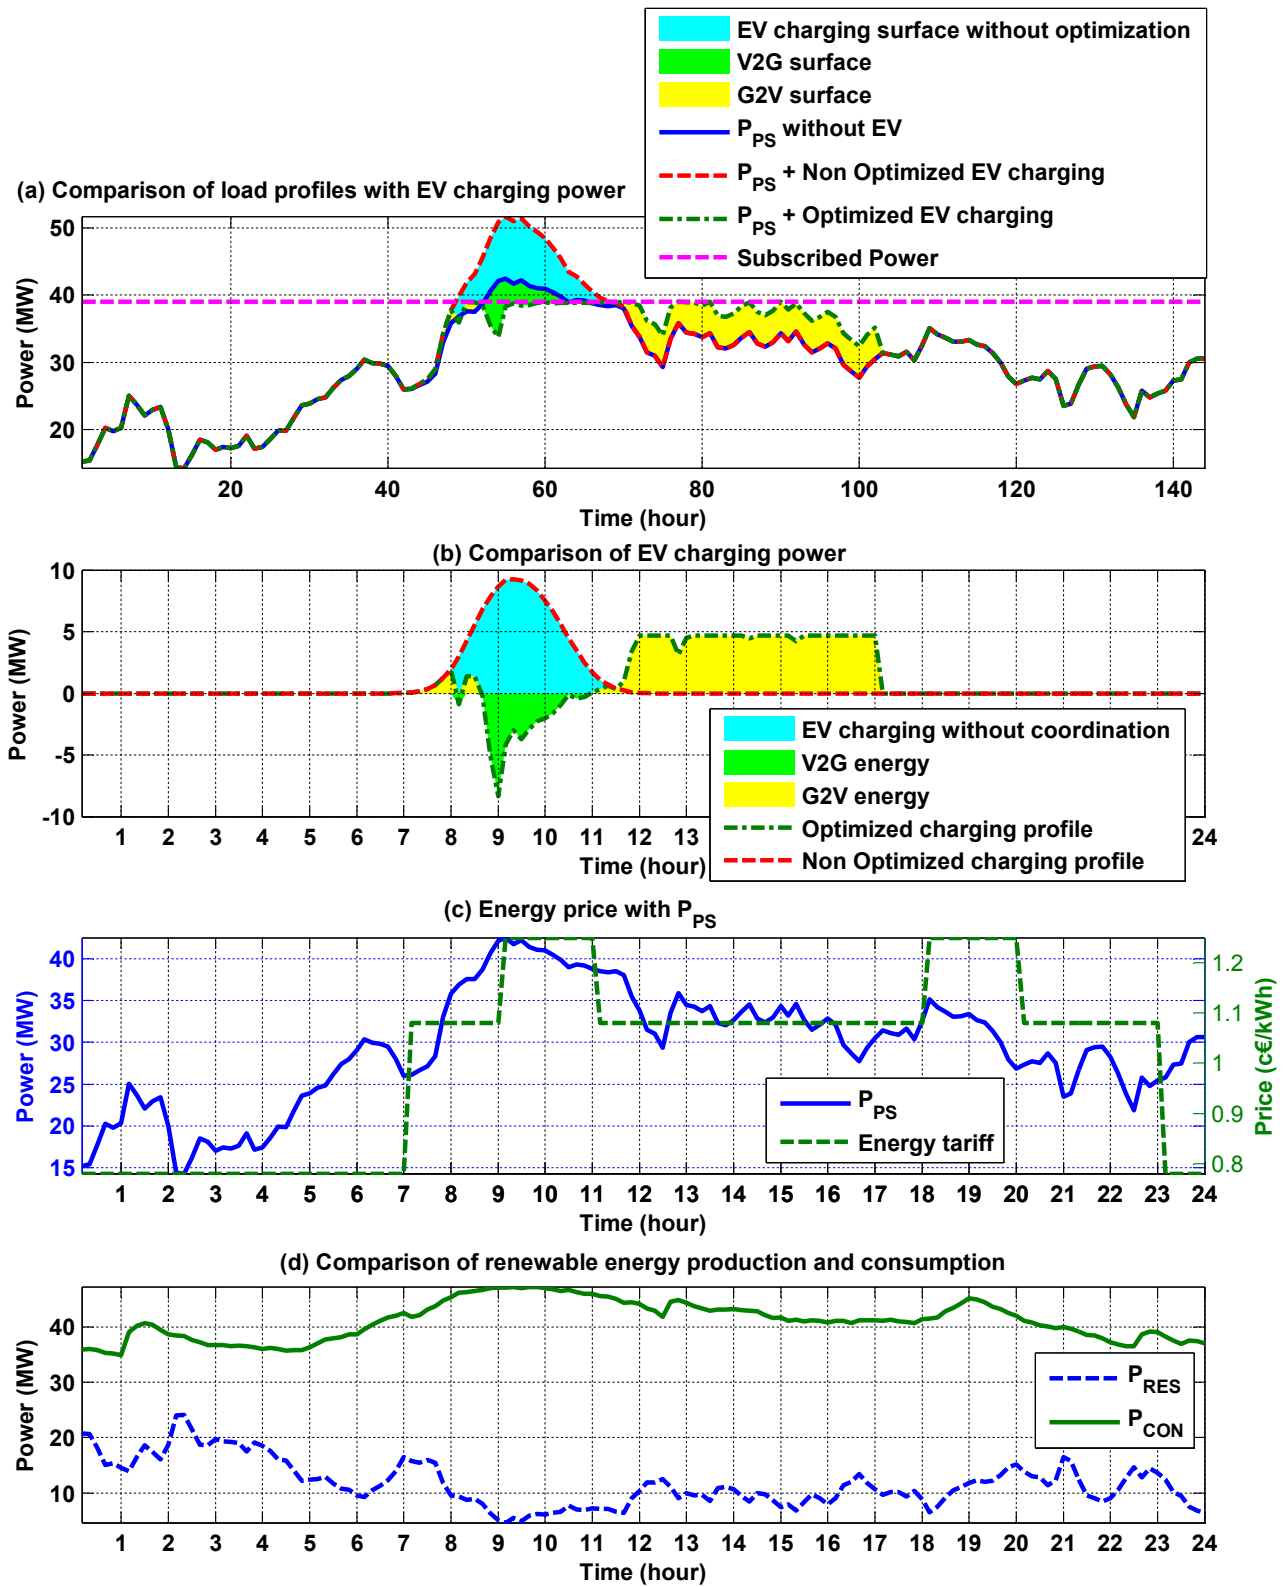 EV charging surface without optimization
V2G surface
G2V surface
P_PS without EV
P_PS + Non Optimized EV charging
P_PS + Optimized EV charging
Subscribed Power
(a) Comparison of load profiles with EV charging power
Power (MW)
50
40
30
20
20 40 60 80 100 120 140
Time (hour)
(b) Comparison of EV charging power
Power (MW)
10
5
0
-5
-10
EV charging without coordination
V2G energy
G2V energy
Optimized charging profile
Non Optimized charging profile
1 2 3 4 5 6 7 8 9 10 11 12 13 24
Time (hour)
(c) Energy price with P_PS
Power (MW)
40
35
30
25
20
15
1.2
1.1
1
0.9
0.8
Price (c€/kWh)
P_PS
Energy tariff
1 2 3 4 5 6 7 8 9 10 11 12 13 14 15 16 17 18 19 20 21 22 23 24
Time (hour)
(d) Comparison of renewable energy production and consumption
Power (MW)
40
30
20
10
P_RES
P_CON
1 2 3 4 5 6 7 8 9 10 11 12 13 14 15 16 17 18 19 20 21 22 23 24
Time (hour)